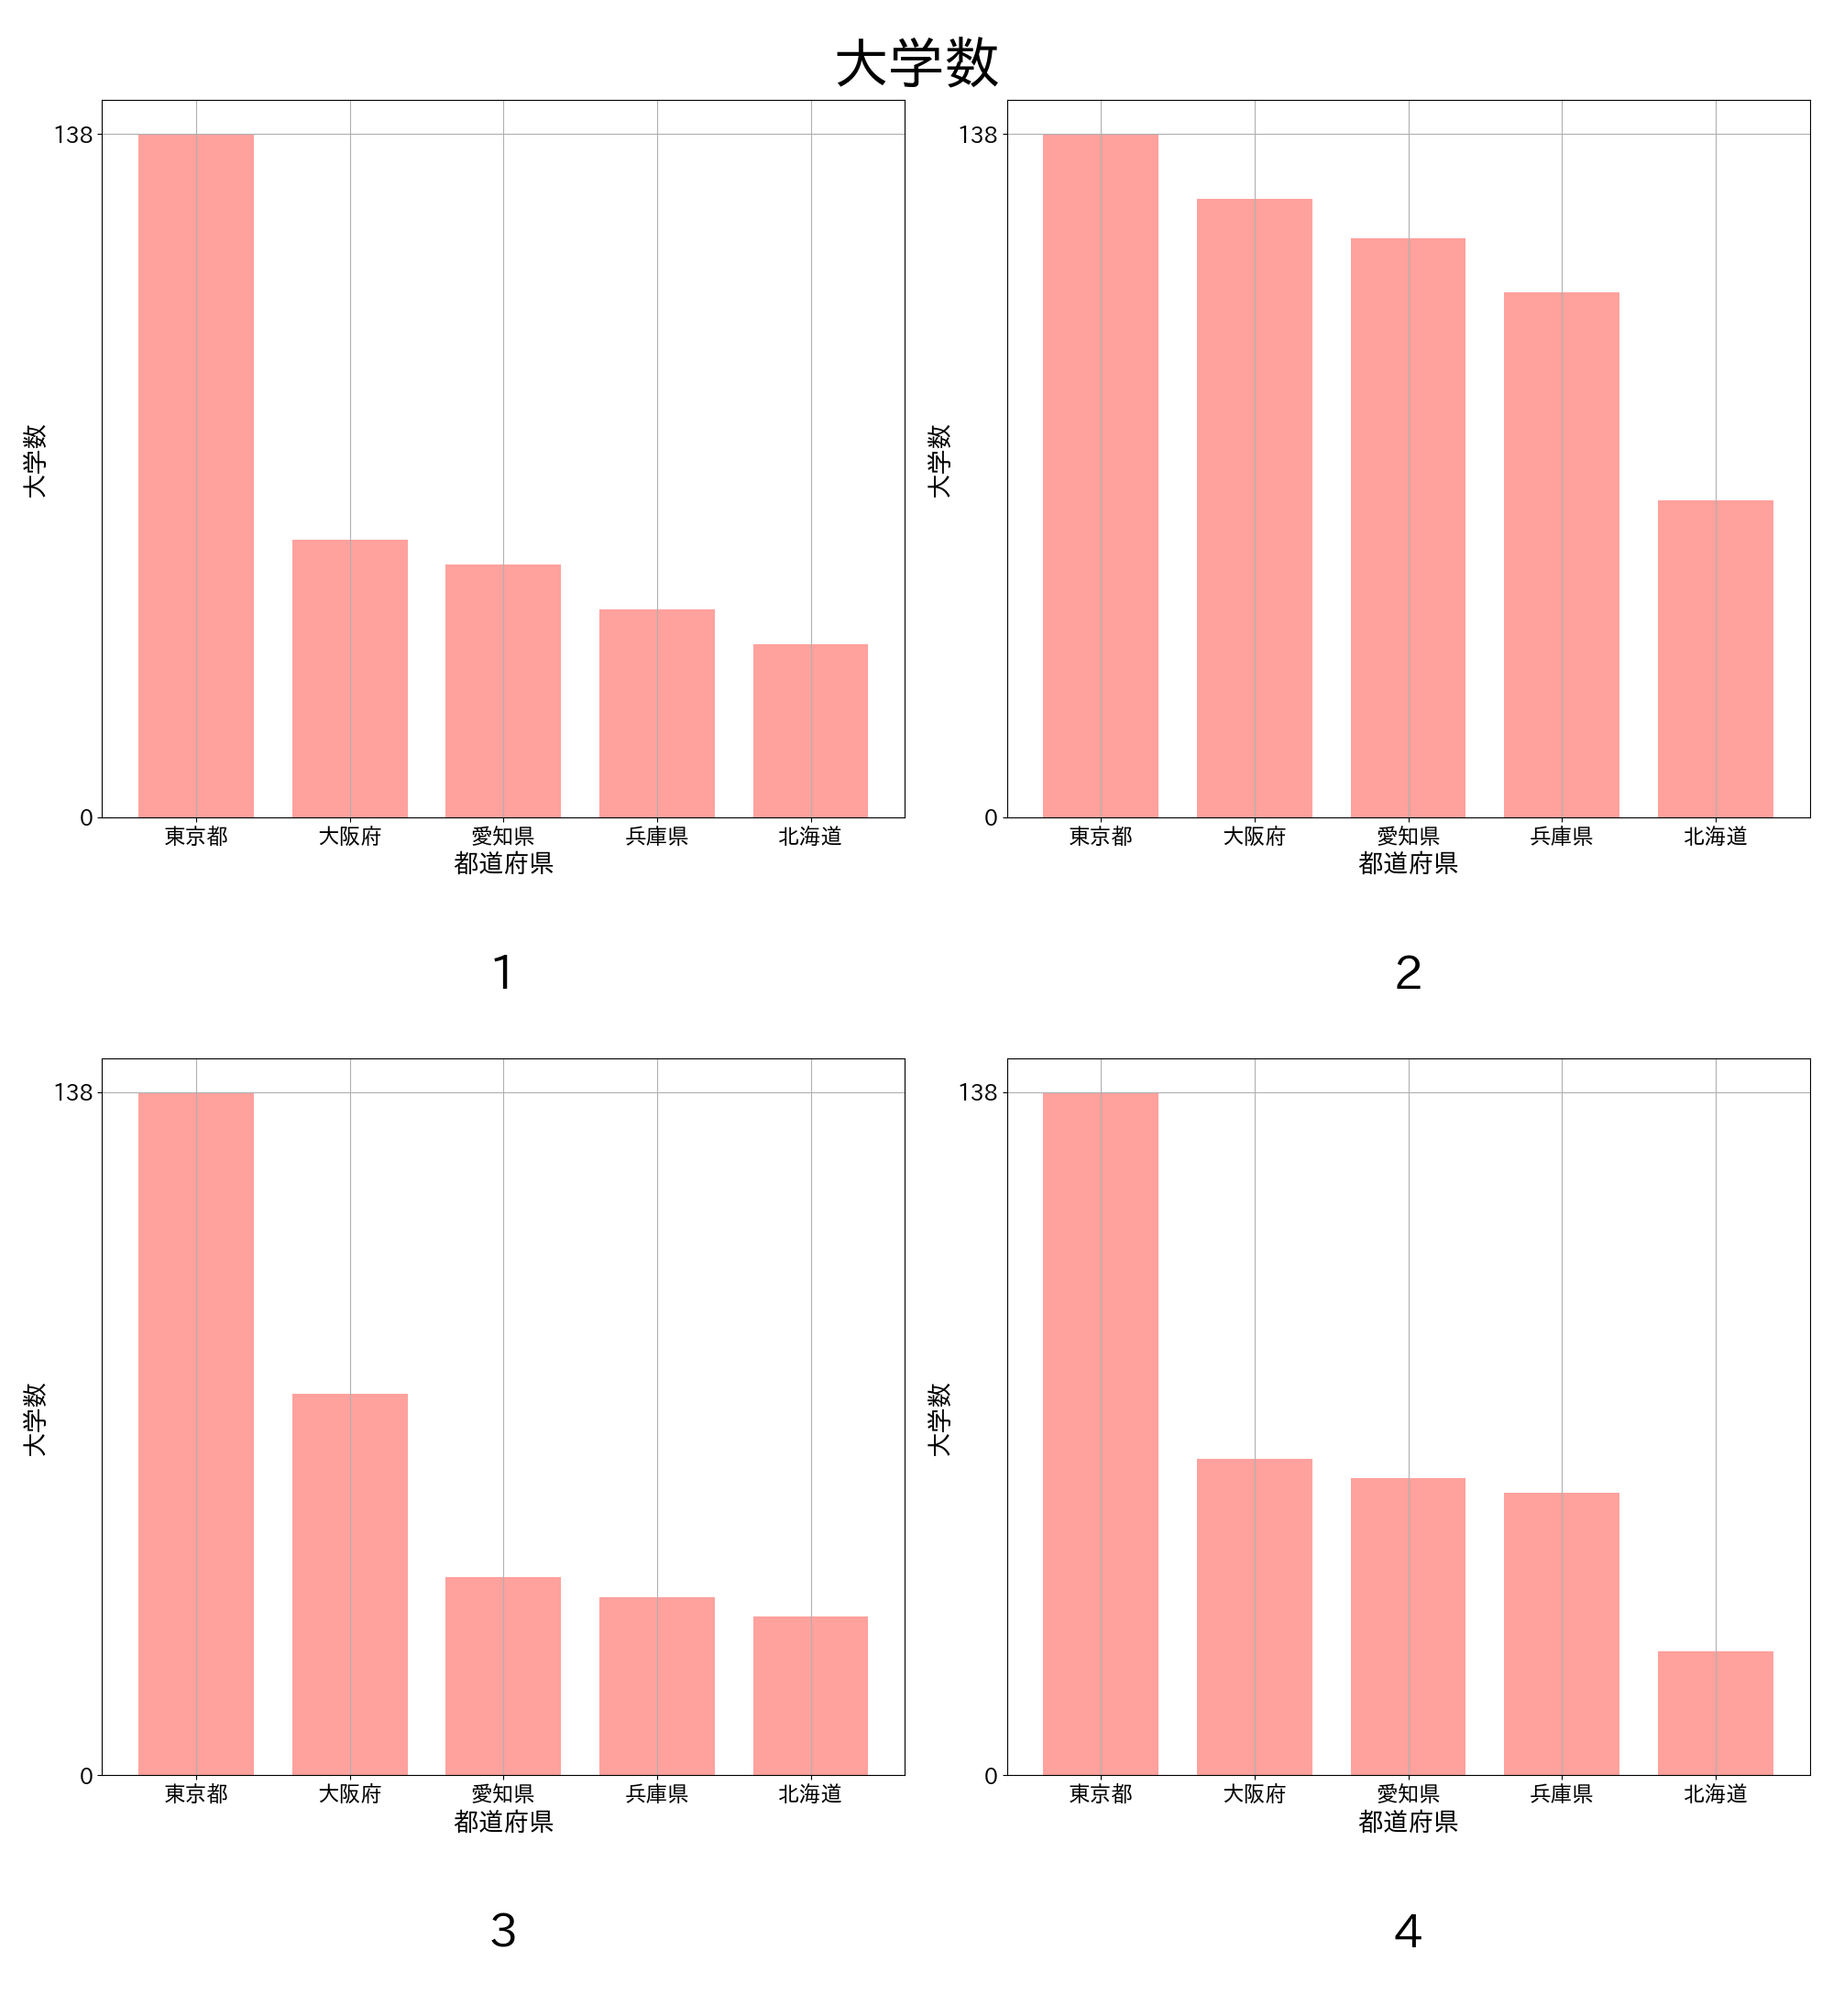 大学数
138
0
大学数
東京都 大阪府 愛知県 兵庫県 北海道
都道府県
1
138
0
大学数
東京都 大阪府 愛知県 兵庫県 北海道
都道府県
2
138
0
大学数
東京都 大阪府 愛知県 兵庫県 北海道
都道府県
3
138
0
大学数
東京都 大阪府 愛知県 兵庫県 北海道
都道府県
4